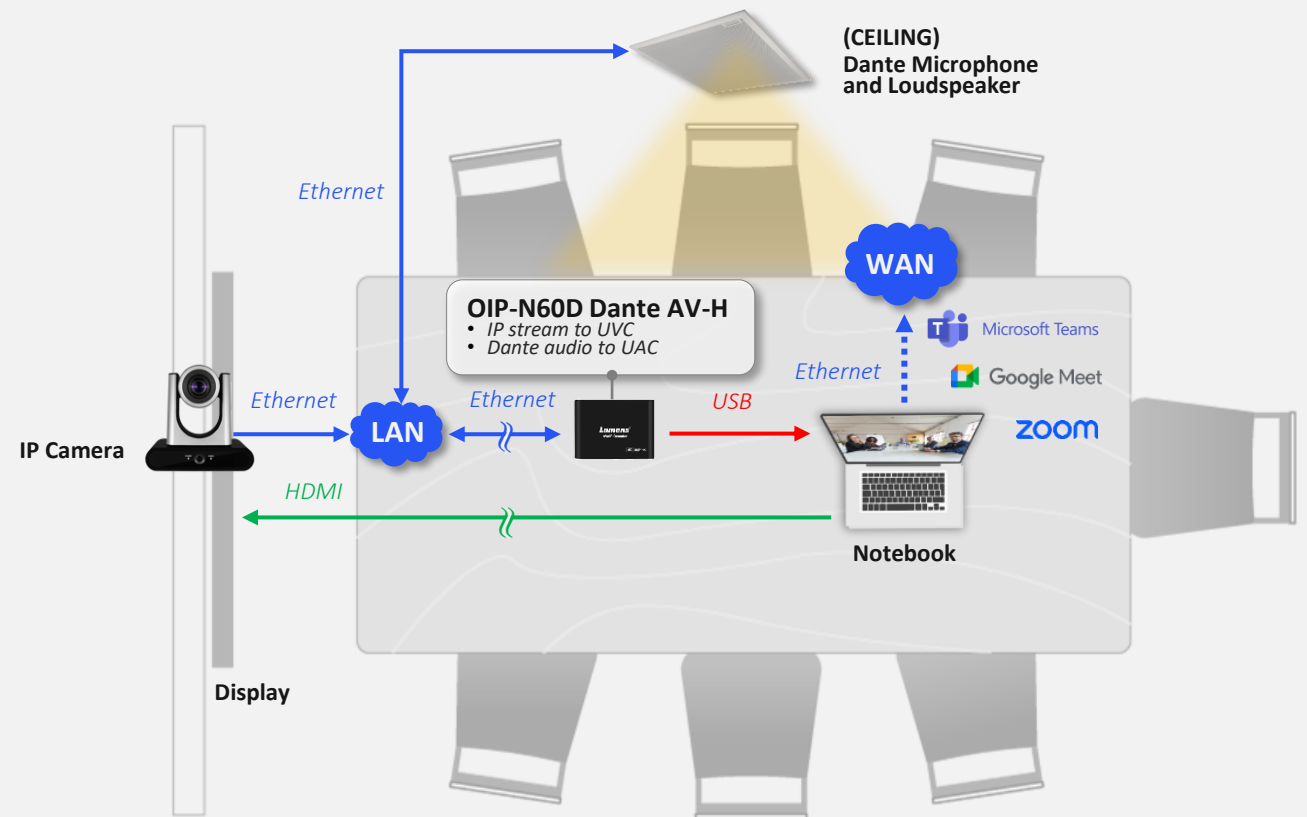 (CEILING)
Dante Microphone
and Loudspeaker
Ethernet
WAN
OIP-N60D Dante AV-H
• IP stream to UVC
• Dante audio to UAC
Microsoft Teams
Google Meet
zoom
Ethernet
Ethernet
Ethernet
USB
LAN
Lumens
IP Camera
HDMI
Notebook
Display